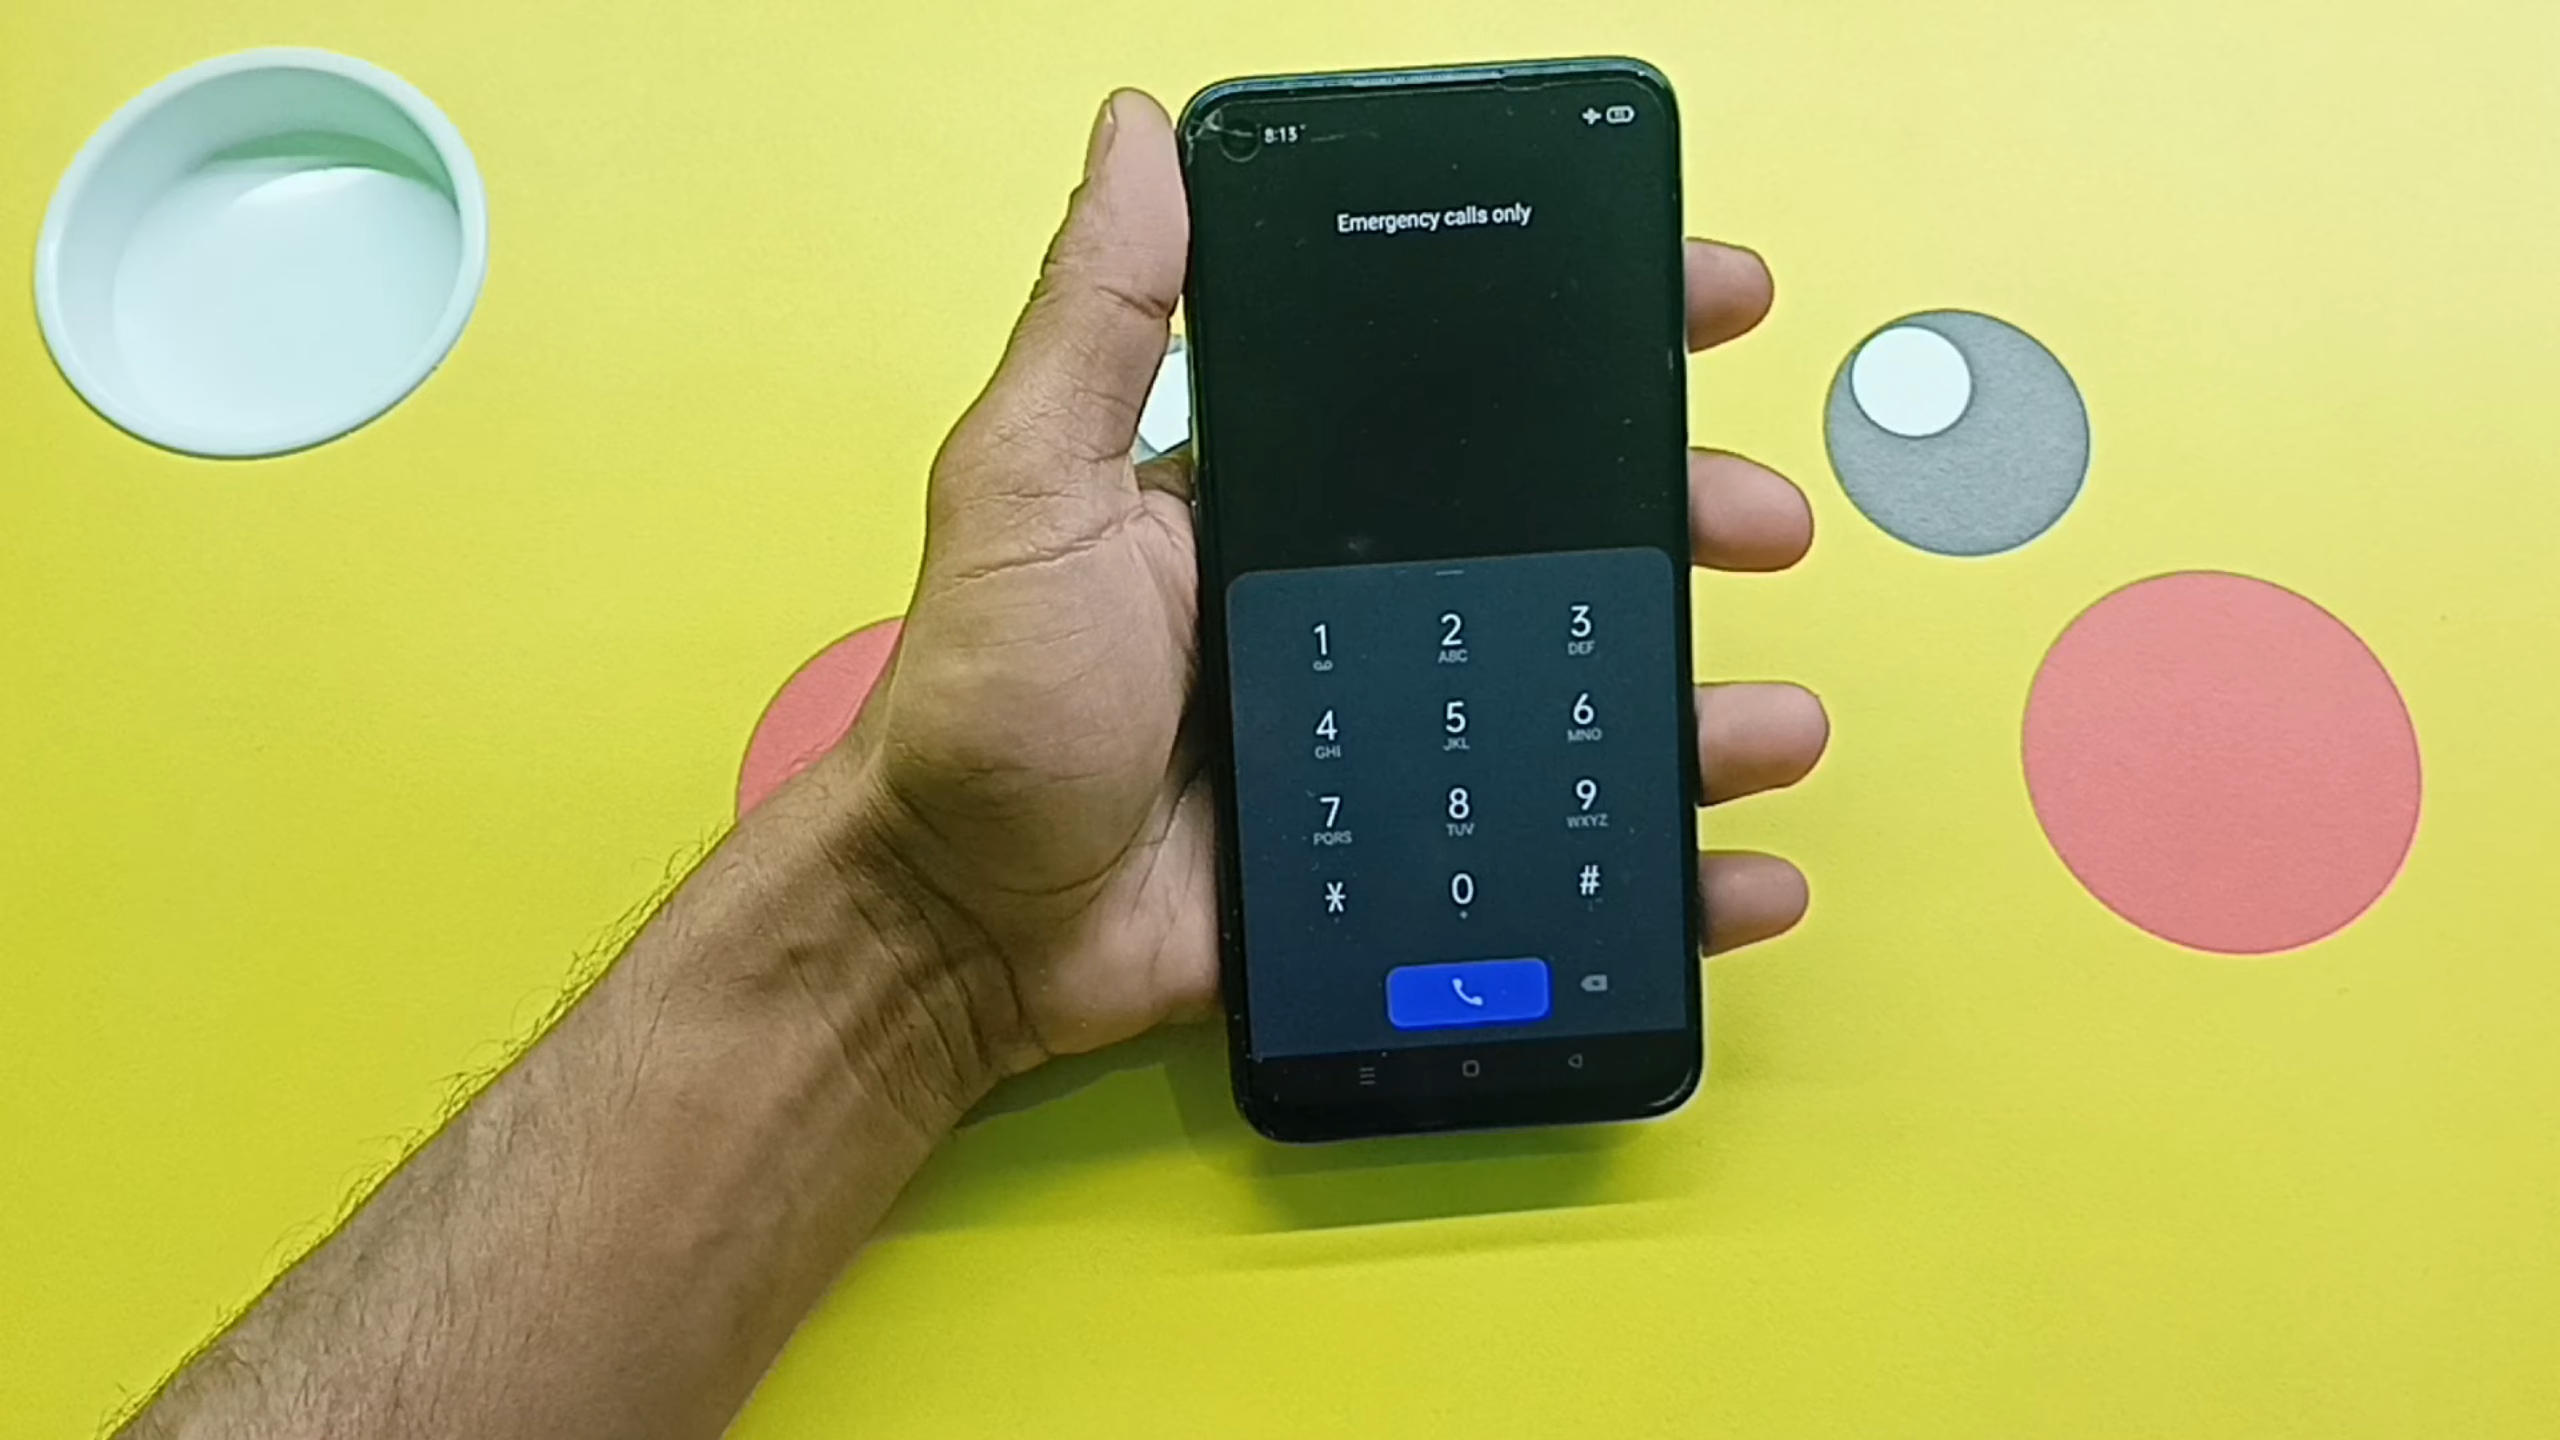 8:13
Emergency calls only
1 2 3
ABC DEF
4 5 6
GHI JKL MNO
7 8 9
PQRS TUV WXYZ
* 0 #
+